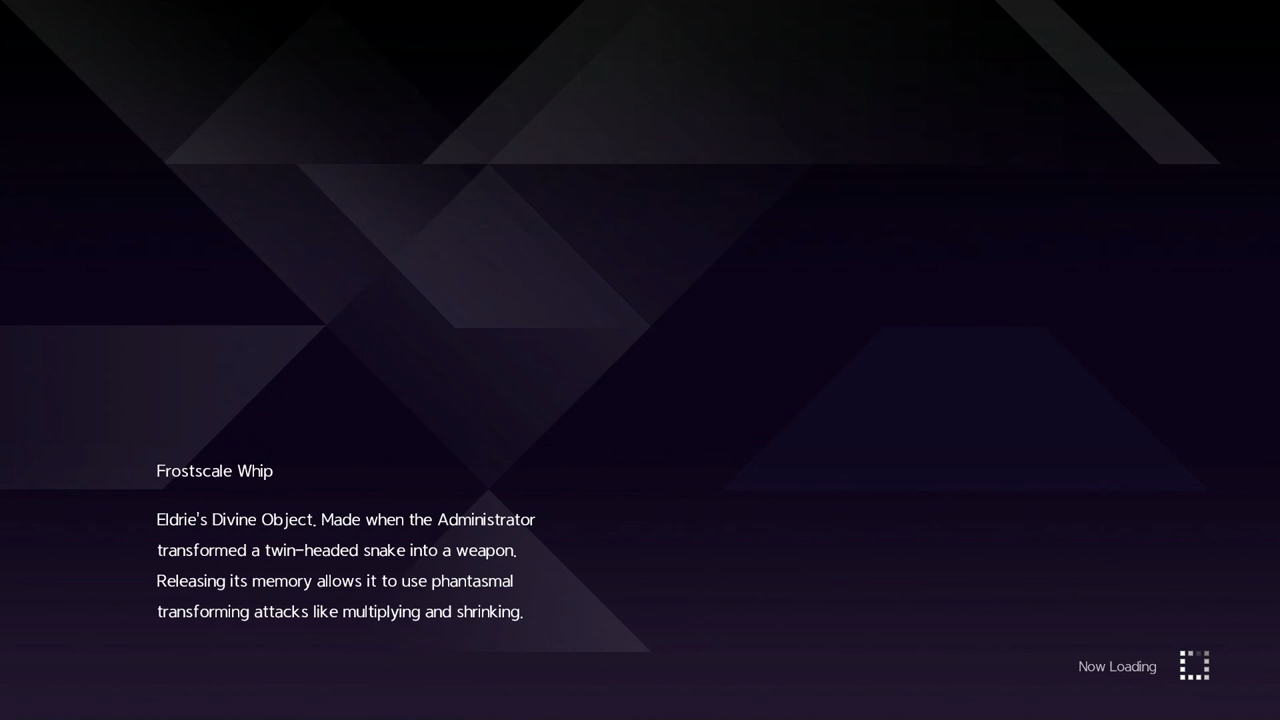 Frostscale Whip
Eldrie's Divine Object. Made when the Administrator
transformed a twin-headed snake into a weapon.
Releasing its memory allows it to use phantasmal
transforming attacks like multiplying and shrinking.
Now Loading